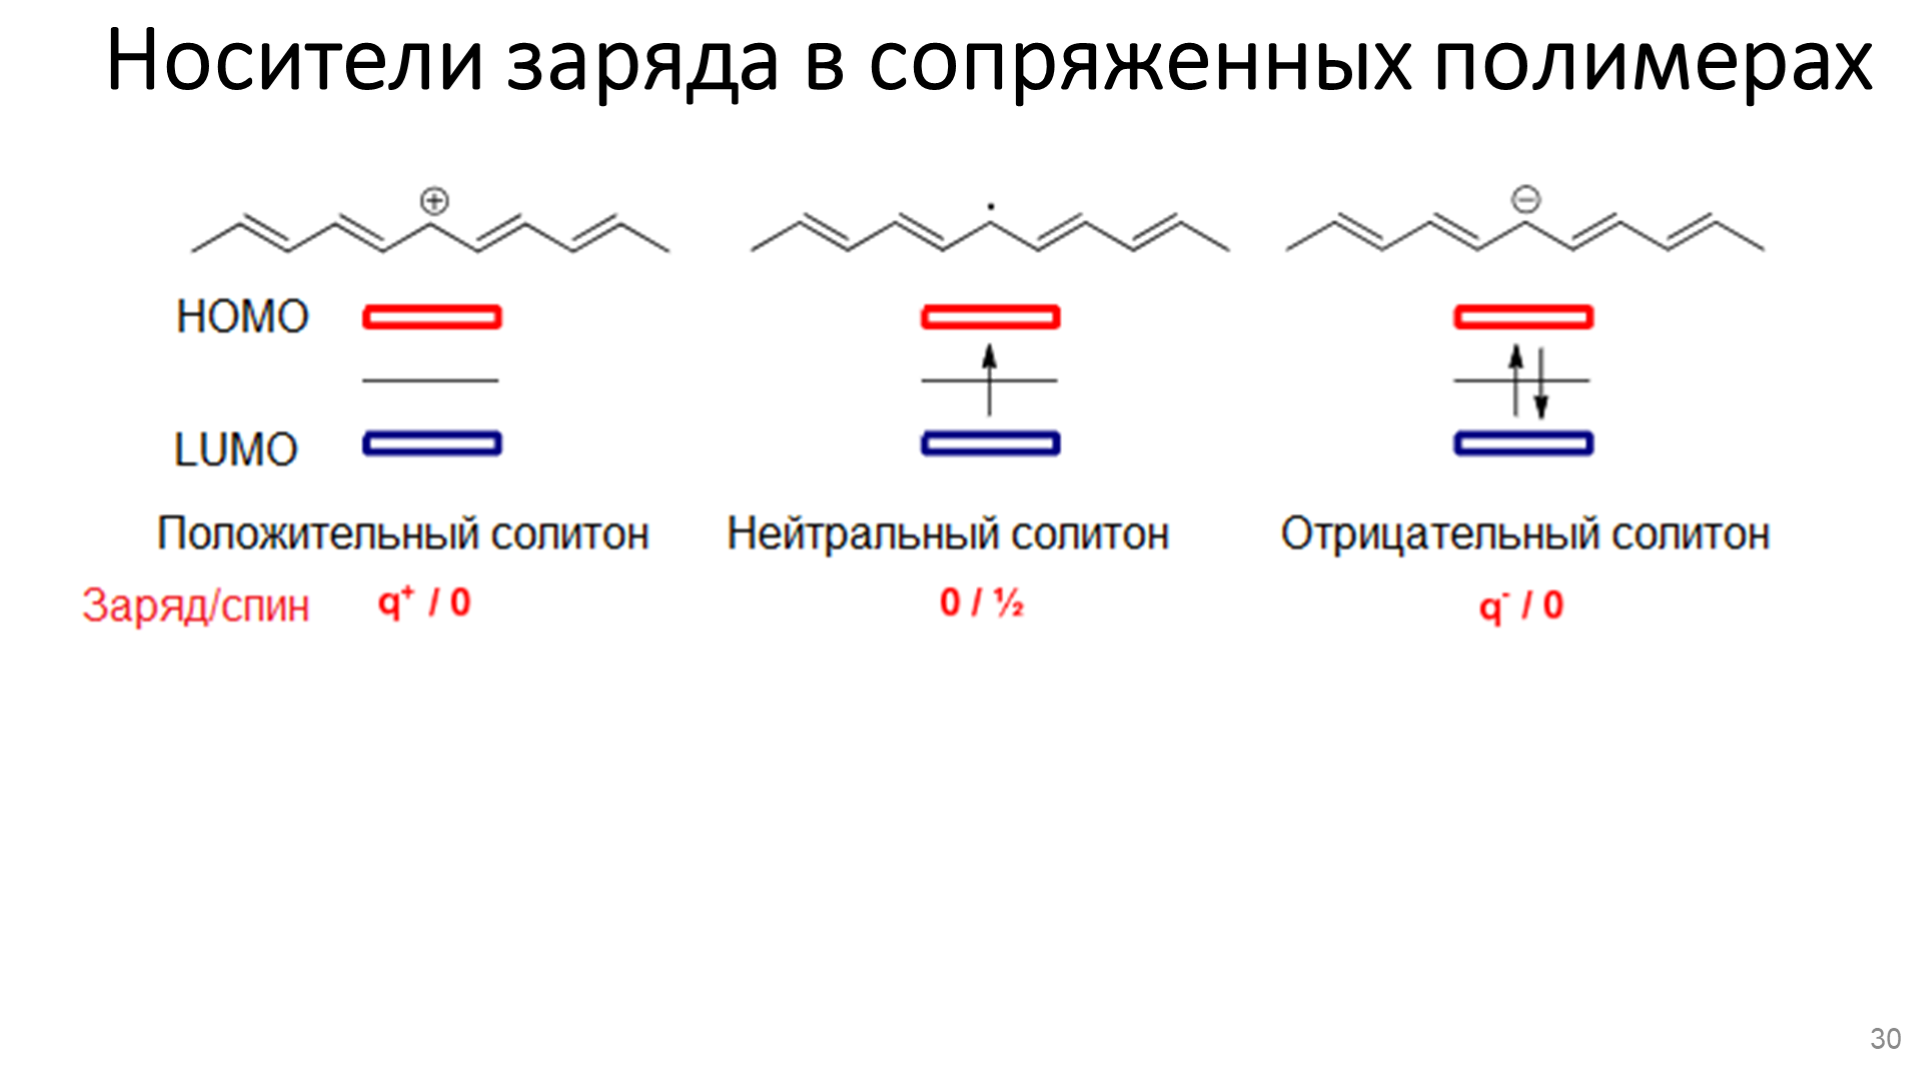 Носители заряда в сопряженных полимерах
HOMO
LUMO
Положительный солитон Нейтральный солитон Отрицательный солитон
Заряд/спин q⁺ / 0 0 / ½ q⁻ / 0
30